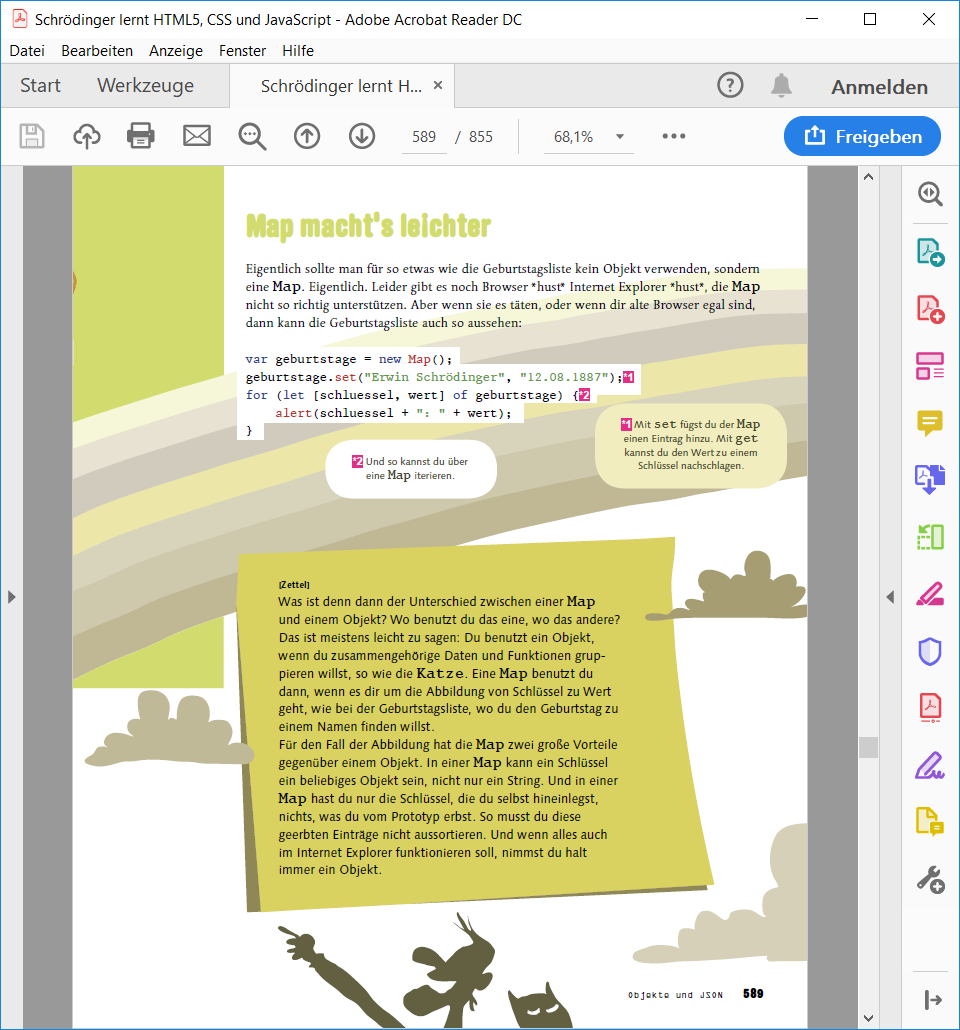 Schrödinger lernt HTML5, CSS und JavaScript - Adobe Acrobat Reader DC
Datei Bearbeiten Anzeige Fenster Hilfe
Start Werkzeuge Schrödinger lernt H... × Anmelden
589 / 855 68,1% Freigeben
Map macht's leichter
Eigentlich sollte man für so etwas wie die Geburtstagsliste kein Objekt verwenden, sondern
eine Map. Eigentlich. Leider gibt es noch Browser *hust* Internet Explorer *hust*, die Map
nicht so richtig unterstützen. Aber wenn sie es täten, oder wenn dir alte Browser egal sind,
dann kann die Geburtstagsliste auch so aussehen:
var geburtstage = new Map();
geburtstage.set("Erwin Schrödinger", "12.08.1887");*1
for (let [schluessel, wert] of geburtstage) {*2
    alert(schluessel + ": " + wert);
}
*1 Mit set fügst du der Map
einen Eintrag hinzu. Mit get
kannst du den Wert zu einem
Schlüssel nachschlagen.
*2 Und so kannst du über
eine Map iterieren.
[Zettel]
Was ist denn dann der Unterschied zwischen einer Map
und einem Objekt? Wo benutzt du das eine, wo das andere?
Das ist meistens leicht zu sagen: Du benutzt ein Objekt,
wenn du zusammengehörige Daten und Funktionen grup-
pieren willst, so wie die Katze. Eine Map benutzt du
dann, wenn es dir um die Abbildung von Schlüssel zu Wert
geht, wie bei der Geburtstagsliste, wo du den Geburtstag zu
einem Namen finden willst.
Für den Fall der Abbildung hat die Map zwei große Vorteile
gegenüber einem Objekt. In einer Map kann ein Schlüssel
ein beliebiges Objekt sein, nicht nur ein String. Und in einer
Map hast du nur die Schlüssel, die du selbst hineinlegst,
nichts, was du vom Prototyp erbst. So musst du diese
geerbten Einträge nicht aussortieren. Und wenn alles auch
im Internet Explorer funktionieren soll, nimmst du halt
immer ein Objekt.
Objekte und JSON 589